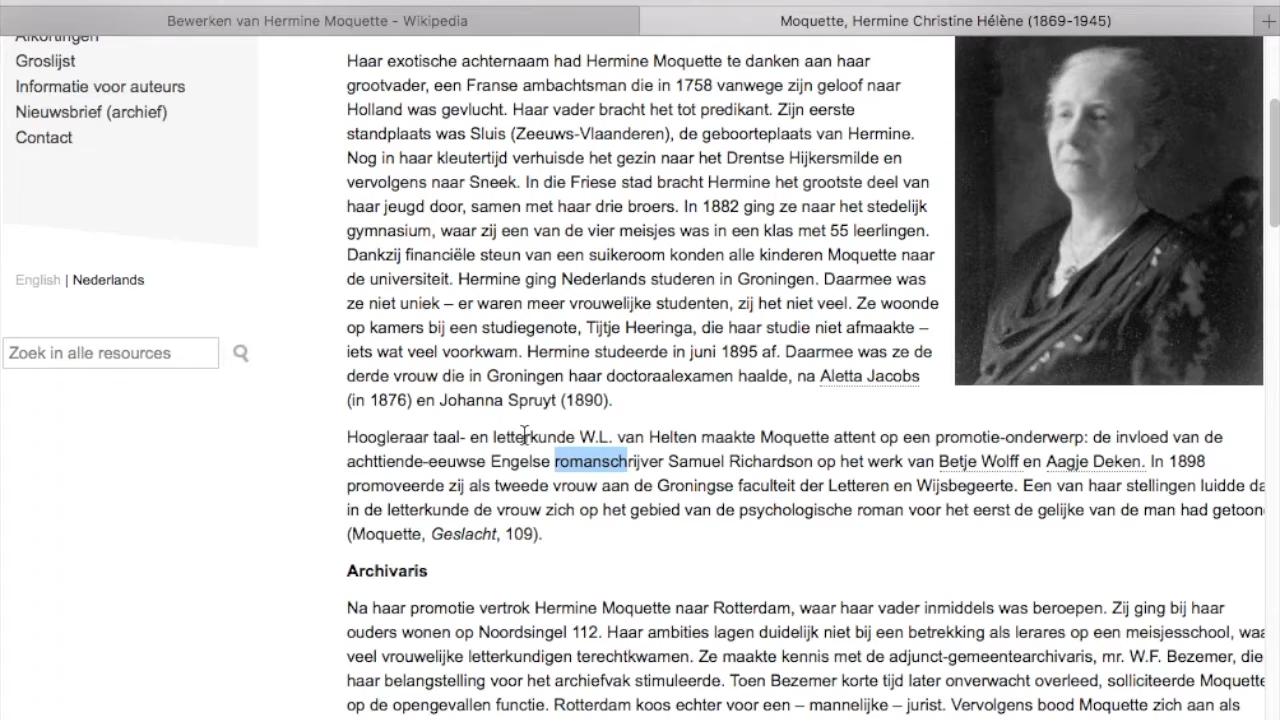 Bewerken van Hermine Moquette - Wikipedia
Moquette, Hermine Christine Hélène (1869-1945)
Afkortingen
Groslijst
Informatie voor auteurs
Nieuwsbrief (archief)
Contact
English | Nederlands
Zoek in alle resources
Haar exotische achternaam had Hermine Moquette te danken aan haar
grootvader, een Franse ambachtsman die in 1758 vanwege zijn geloof naar
Holland was gevlucht. Haar vader bracht het tot predikant. Zijn eerste
standplaats was Sluis (Zeeuws-Vlaanderen), de geboorteplaats van Hermine.
Nog in haar kleutertijd verhuisde het gezin naar het Drentse Hijkersmilde en
vervolgens naar Sneek. In die Friese stad bracht Hermine het grootste deel van
haar jeugd door, samen met haar drie broers. In 1882 ging ze naar het stedelijk
gymnasium, waar zij een van de vier meisjes was in een klas met 55 leerlingen.
Dankzij financiële steun van een suikeroom konden alle kinderen Moquette naar
de universiteit. Hermine ging Nederlands studeren in Groningen. Daarmee was
ze niet uniek – er waren meer vrouwelijke studenten, zij het niet veel. Ze woonde
op kamers bij een studiegenote, Tijtje Heeringa, die haar studie niet afmaakte –
iets wat veel voorkwam. Hermine studeerde in juni 1895 af. Daarmee was ze de
derde vrouw die in Groningen haar doctoraalexamen haalde, na Aletta Jacobs
(in 1876) en Johanna Spruyt (1890).
Hoogleraar taal- en letterkunde W.L. van Helten maakte Moquette attent op een promotie-onderwerp: de invloed van de
achttiende-eeuwse Engelse romanschrijver Samuel Richardson op het werk van Betje Wolff en Aagje Deken. In 1898
promoveerde zij als tweede vrouw aan de Groningse faculteit der Letteren en Wijsbegeerte. Een van haar stellingen luidde da
in de letterkunde de vrouw zich op het gebied van de psychologische roman voor het eerst de gelijke van de man had getoon
(Moquette, Geslacht, 109).
Archivaris
Na haar promotie vertrok Hermine Moquette naar Rotterdam, waar haar vader inmiddels was beroepen. Zij ging bij haar
ouders wonen op Noordsingel 112. Haar ambities lagen duidelijk niet bij een betrekking als lerares op een meisjesschool, waa
veel vrouwelijke letterkundigen terechtkwamen. Ze maakte kennis met de adjunct-gemeentearchivaris, mr. W.F. Bezemer, die
haar belangstelling voor het archiefvak stimuleerde. Toen Bezemer korte tijd later onverwacht overleed, solliciteerde Moquette
op de opengevallen functie. Rotterdam koos echter voor een – mannelijke – jurist. Vervolgens bood Moquette zich aan als